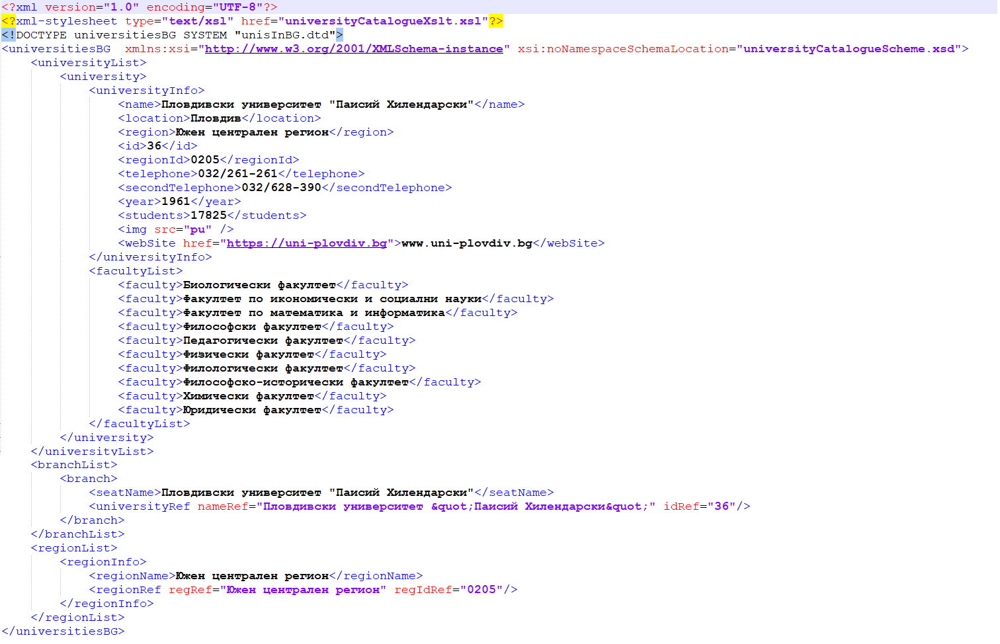 <?xml version="1.0" encoding="UTF-8"?>
<?xml-stylesheet type="text/xsl" href="universityCatalogueXslt.xsl"?>
<!DOCTYPE universitiesBG SYSTEM "unisInBG.dtd">
<universitiesBG  xmlns:xsi="http://www.w3.org/2001/XMLSchema-instance" xsi:noNamespaceSchemaLocation="universityCatalogueScheme.xsd">
    <universityList>
        <university>
            <universityInfo>
                <name>Пловдивски университет "Паисий Хилендарски"</name>
                <location>Пловдив</location>
                <region>Южен централен регион</region>
                <id>36</id>
                <regionId>0205</regionId>
                <telephone>032/261-261</telephone>
                <secondTelephone>032/628-390</secondTelephone>
                <year>1961</year>
                <students>17825</students>
                <img src="pu" />
                <webSite href="https://uni-plovdiv.bg">www.uni-plovdiv.bg</webSite>
            </universityInfo>
            <facultyList>
                <faculty>Биологически факултет</faculty>
                <faculty>Факултет по икономически и социални науки</faculty>
                <faculty>Факултет по математика и информатика</faculty>
                <faculty>Философски факултет</faculty>
                <faculty>Педагогически факултет</faculty>
                <faculty>Физически факултет</faculty>
                <faculty>Филологически факултет</faculty>
                <faculty>Философско-исторически факултет</faculty>
                <faculty>Химически факултет</faculty>
                <faculty>Юридически факултет</faculty>
            </facultyList>
        </university>
    </universityList>
    <branchList>
        <branch>
            <seatName>Пловдивски университет "Паисий Хилендарски"</seatName>
            <universityRef nameRef="Пловдивски университет &quot;Паисий Хилендарски&quot;" idRef="36"/>
        </branch>
    </branchList>
    <regionList>
        <regionInfo>
            <regionName>Южен централен регион</regionName>
            <regionRef regRef="Южен централен регион" regIdRef="0205"/>
        </regionInfo>
    </regionList>
</universitiesBG>